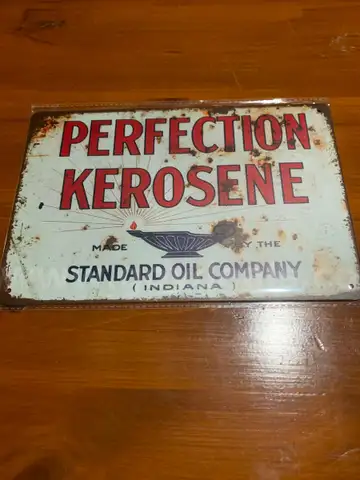 PERFECTION
KEROSENE
MADE BY THE
STANDARD OIL COMPANY
( INDIANA )